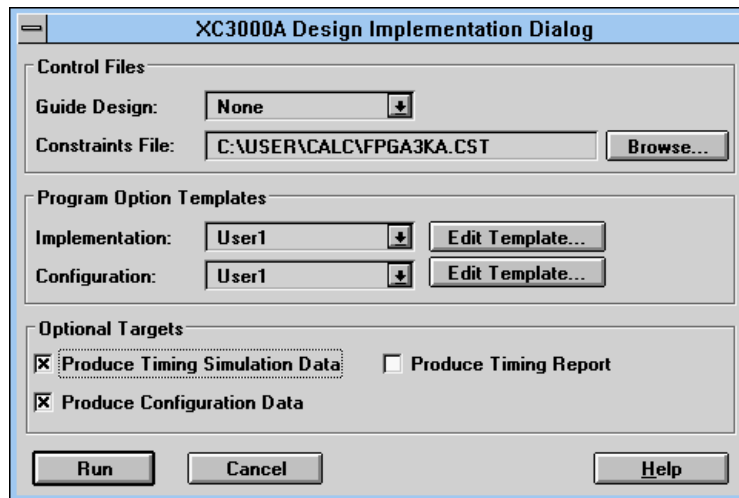 XC3000A Design Implementation Dialog
Control Files
Guide Design: None
Constraints File: C:\USER\CALC\FPGA3KA.CST Browse...
Program Option Templates
Implementation: User1 Edit Template...
Configuration: User1 Edit Template...
Optional Targets
Produce Timing Simulation Data Produce Timing Report
Produce Configuration Data
Run Cancel Help